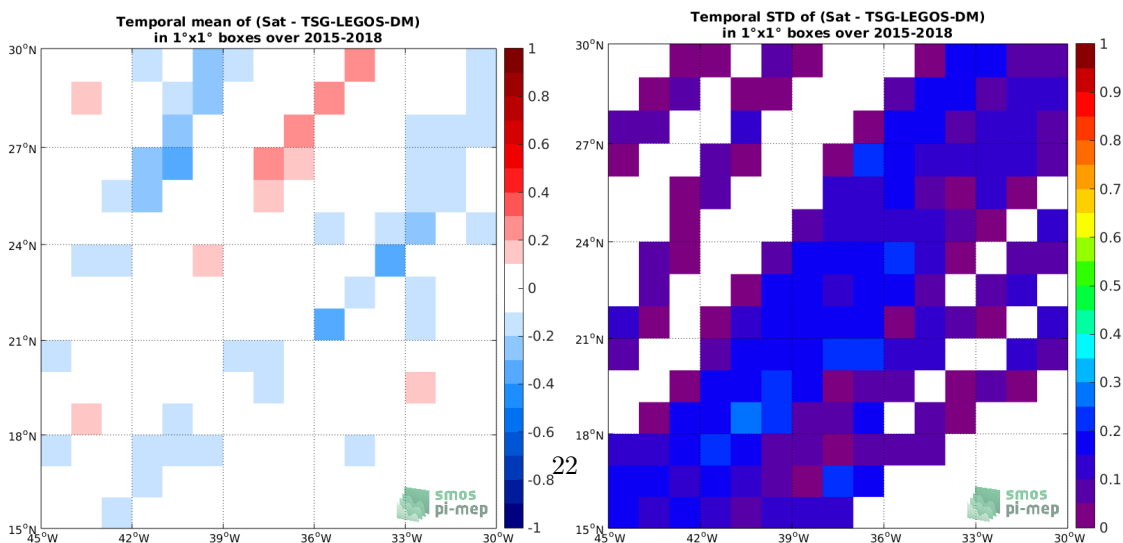 Temporal mean of (Sat - TSG-LEGOS-DM)
in 1°x1° boxes over 2015-2018
30°N
27°N
24°N
21°N
18°N
15°N
45°W
42°W
39°W
36°W
33°W
30°W
1
0.8
0.6
0.4
0.2
0
-0.2
-0.4
-0.6
-0.8
-1
smos
pi-mep
22
Temporal STD of (Sat - TSG-LEGOS-DM)
in 1°x1° boxes over 2015-2018
30°N
27°N
24°N
21°N
18°N
15°N
45°W
42°W
39°W
36°W
33°W
30°W
1
0.9
0.8
0.7
0.6
0.5
0.4
0.3
0.2
0.1
0
smos
pi-mep